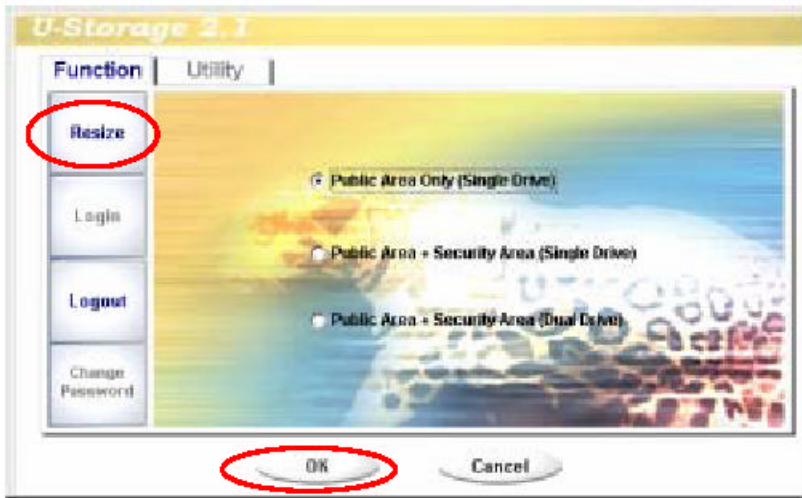 U-Storage 2.1
Function
Utility
Resize
Login
Logout
Change
Password
Public Area Only (Single Drive)
Public Area + Security Area (Single Drive)
Public Area + Security Area (Dual Drive)
OK
Cancel